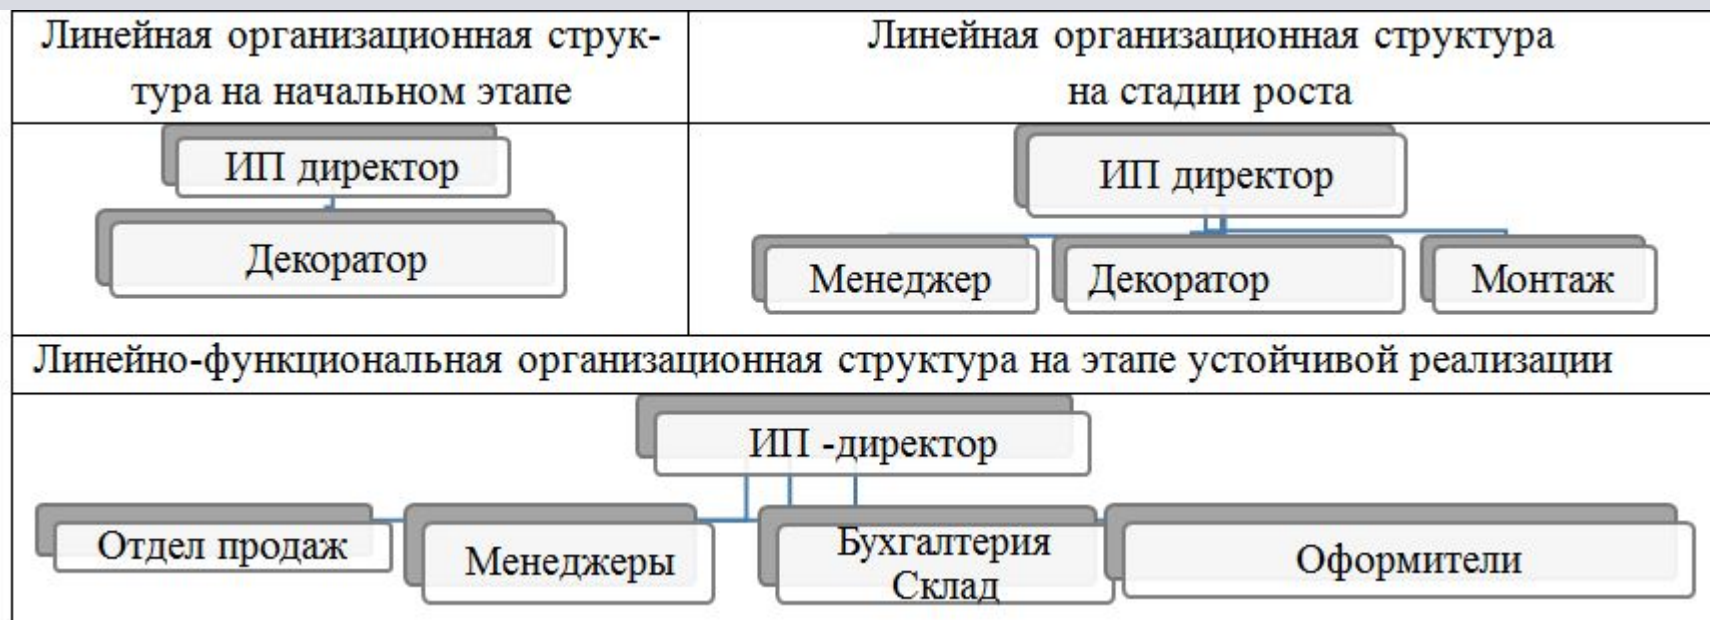 Линейная организационная струк-
тура на начальном этапе
Линейная организационная структура
на стадии роста
ИП директор
Декоратор
ИП директор
Менеджер
Декоратор
Монтаж
Линейно-функциональная организационная структура на этапе устойчивой реализации
ИП -директор
Отдел продаж
Менеджеры
Бухгалтерия
Склад
Оформители